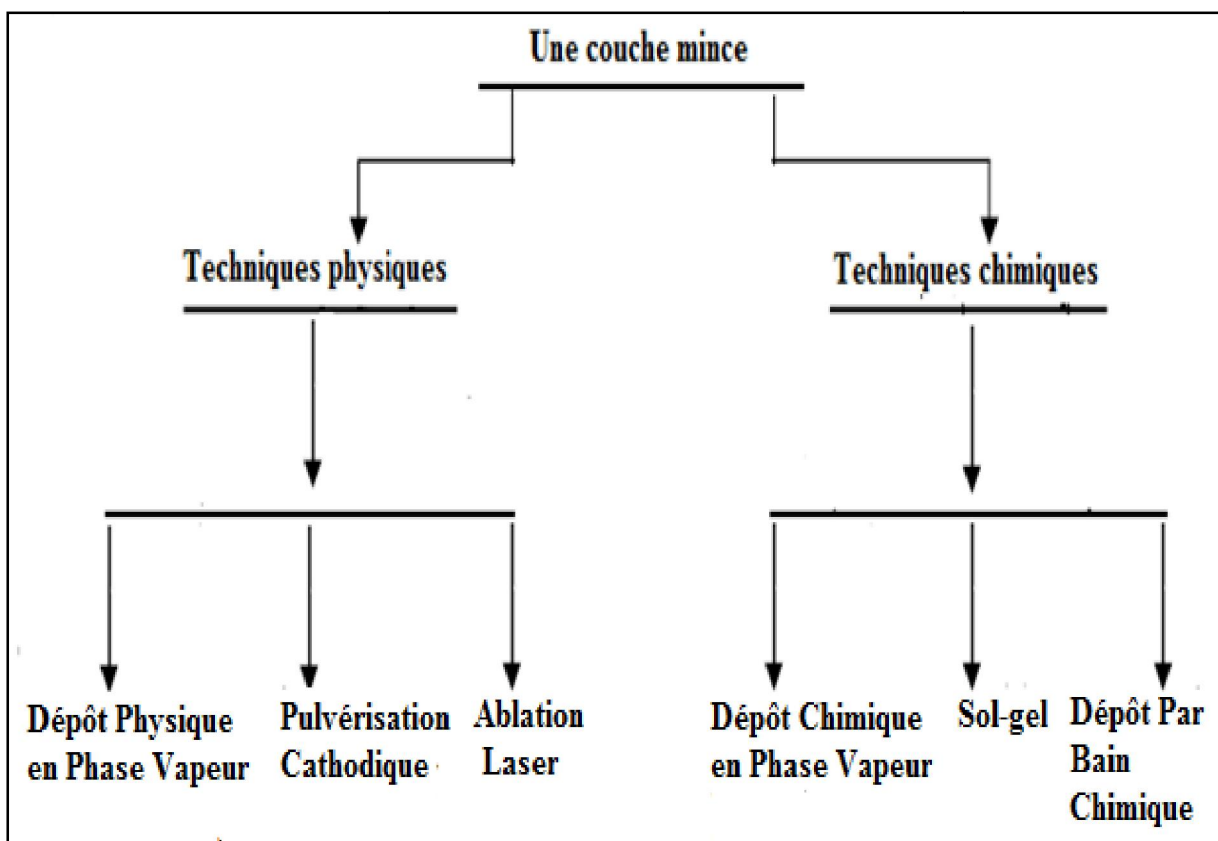 Une couche mince
Techniques physiques
Techniques chimiques
Dépôt Physique
en Phase Vapeur
Pulvérisation
Cathodique
Ablation
Laser
Dépôt Chimique
en Phase Vapeur
Sol-gel
Dépôt Par
Bain
Chimique